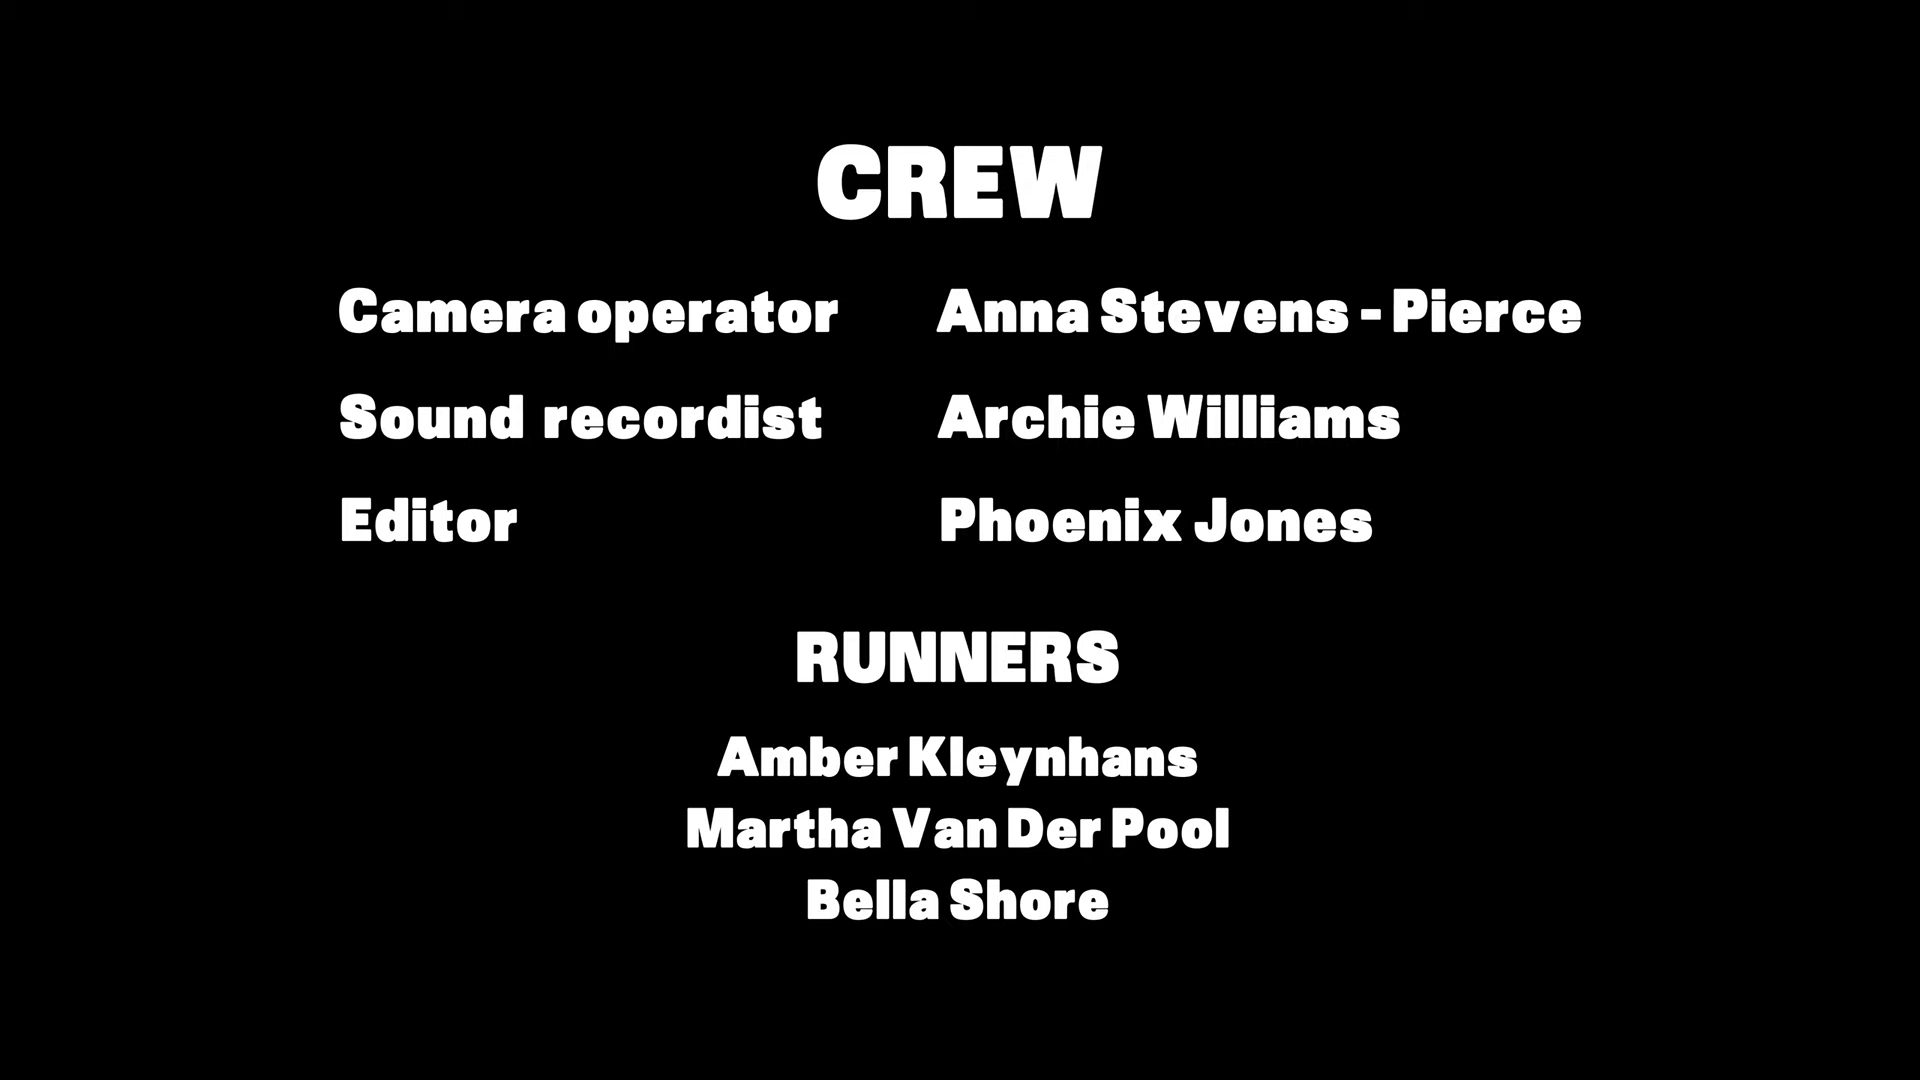 CREW
Camera operator Anna Stevens - Pierce
Sound recordist Archie Williams
Editor Phoenix Jones
RUNNERS
Amber Kleynhans
Martha Van Der Pool
Bella Shore